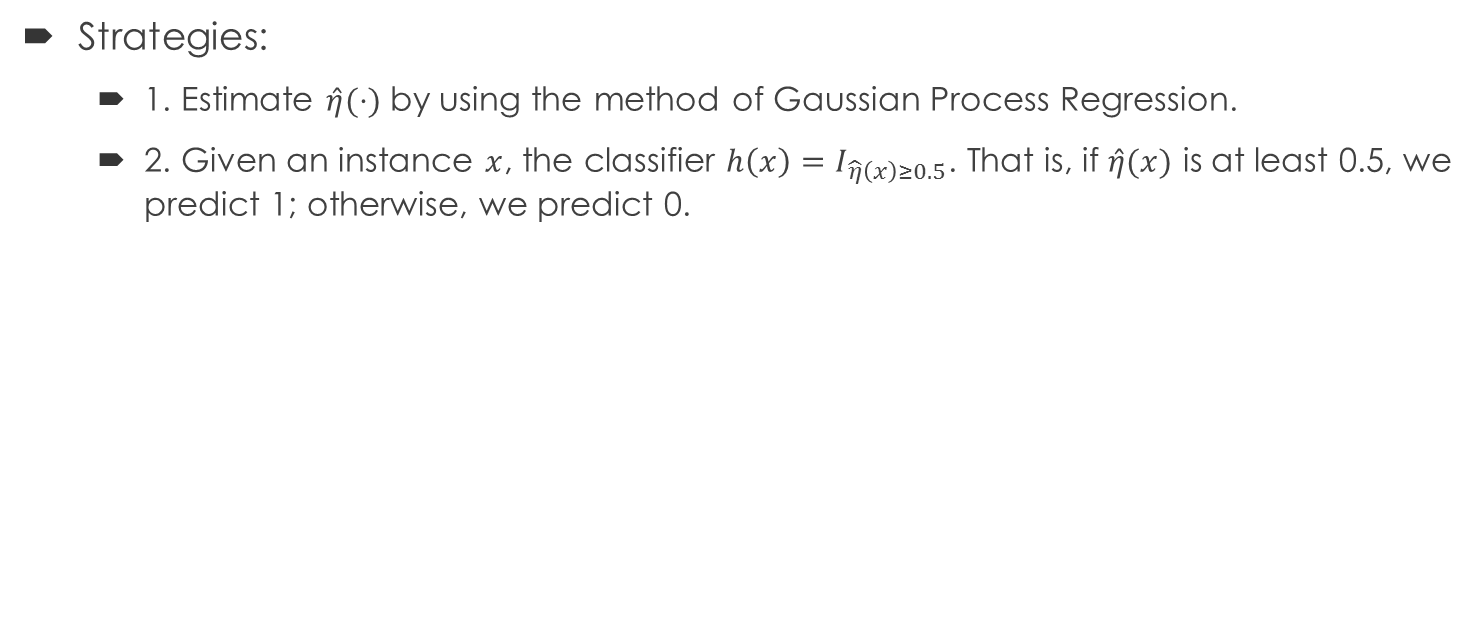 Strategies:
1. Estimate η̂(·) by using the method of Gaussian Process Regression.
2. Given an instance x, the classifier h(x) = I_{η̂(x)≥0.5}. That is, if η̂(x) is at least 0.5, we
predict 1; otherwise, we predict 0.